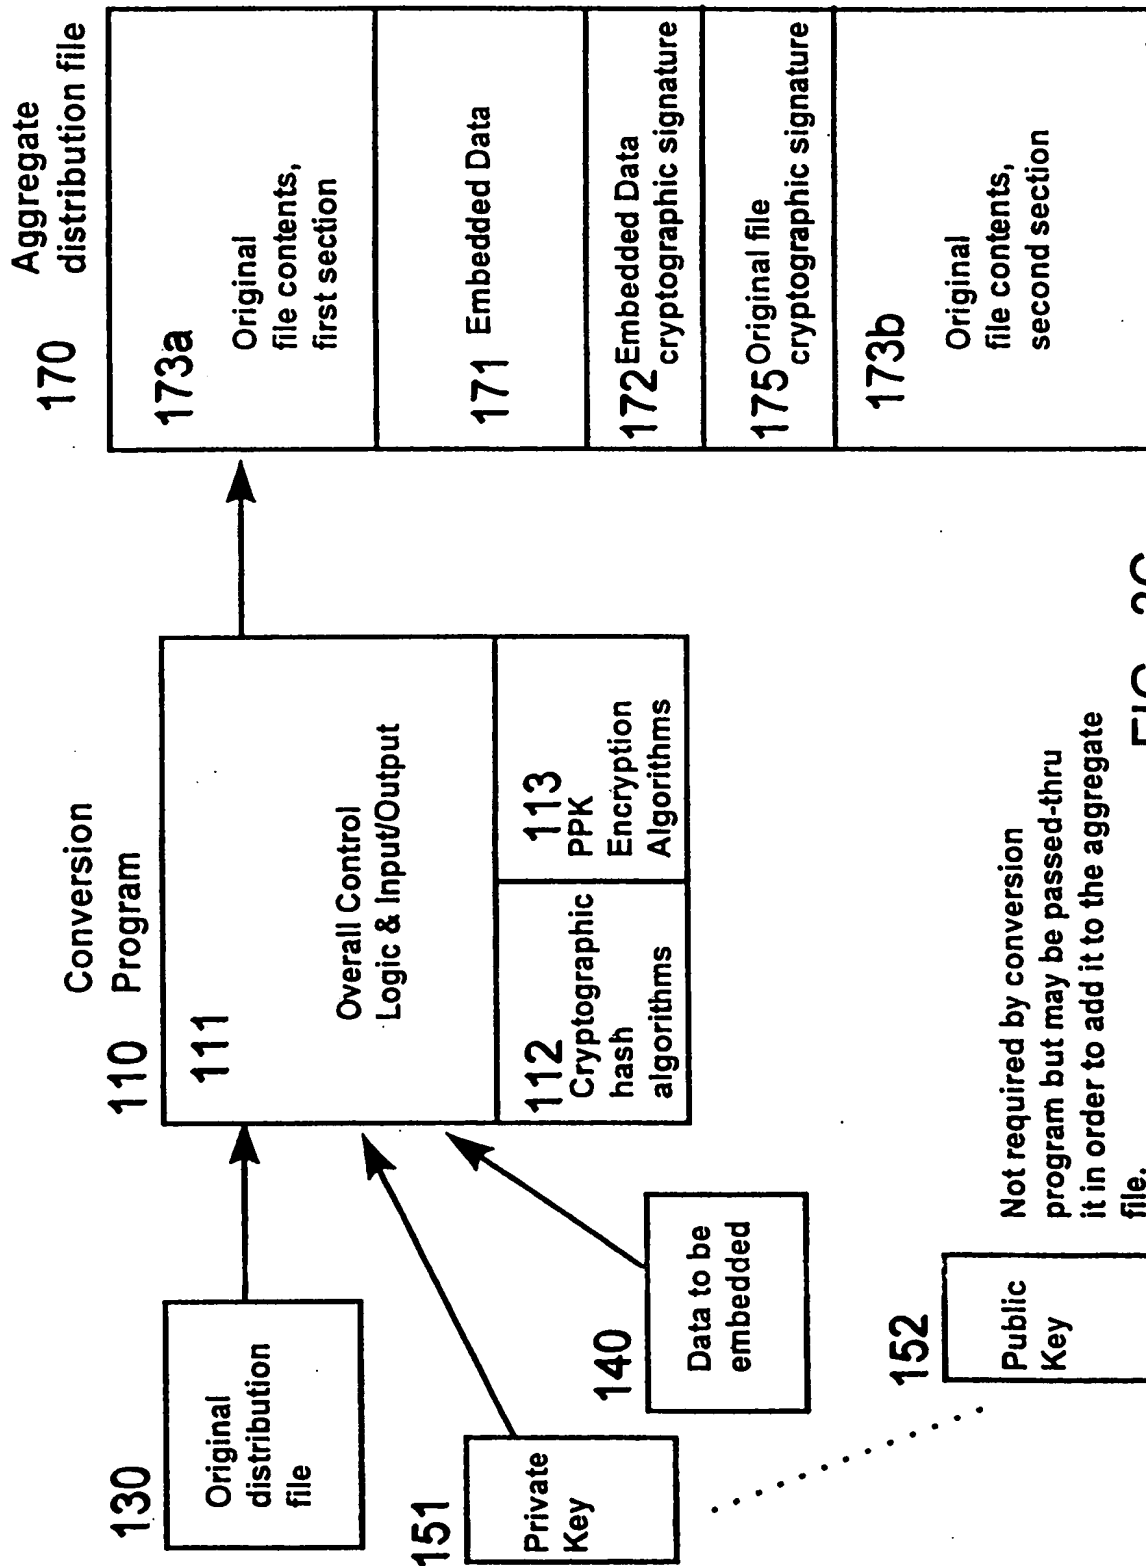 130
Original
distribution
file
151
Private
Key
140
Data to be
embedded
152
Public
Key
Not required by conversion
program but may be passed-thru
it in order to add it to the aggregate
file.
Conversion
110 Program
111
Overall Control
Logic & Input/Output
112
Cryptographic
hash
algorithms
113
PPK
Encryption
Algorithms
170
Aggregate
distribution file
173a
Original
file contents,
first section
171 Embedded Data
172 Embedded Data
cryptographic signature
175 Original file
cryptographic signature
173b
Original
file contents,
second section